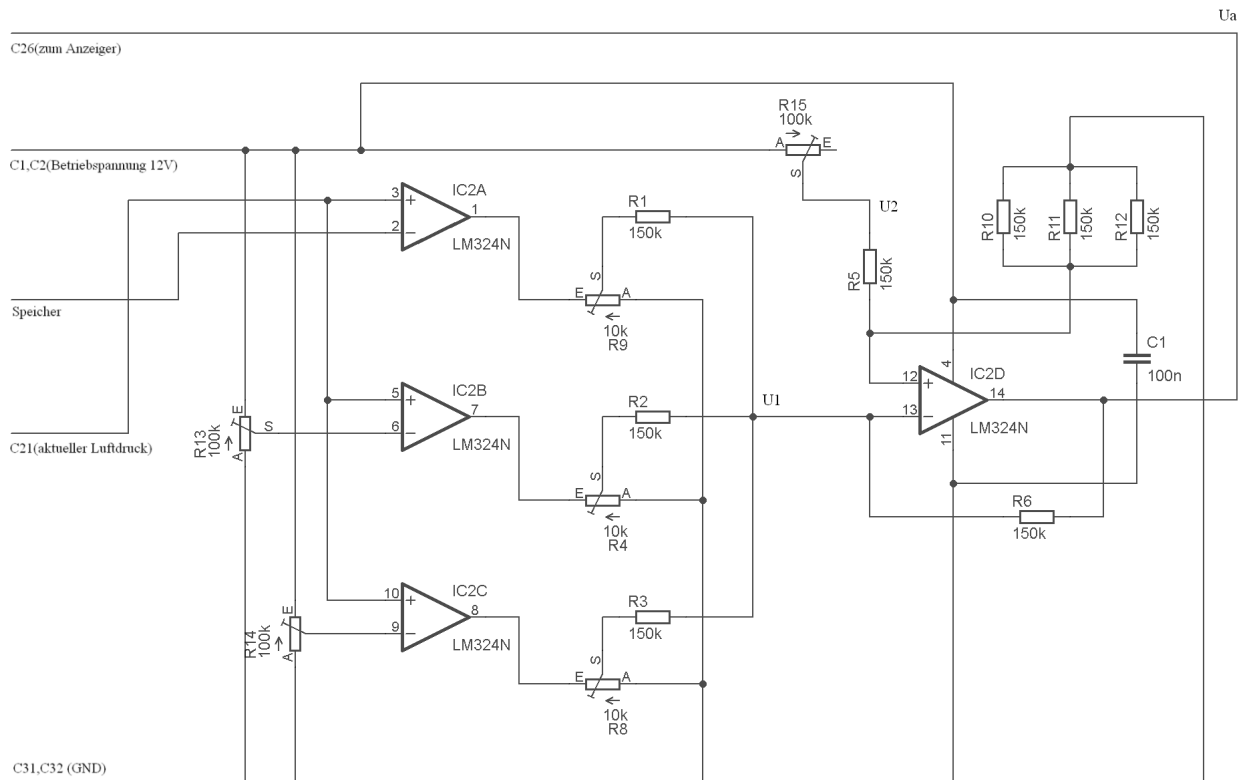 Ua
C26(zum Anzeiger)
R15
100k
A
E
S
C1,C2(Betriebspannung 12V)
IC2A
3
+
2
−
1
LM324N
R1
150k
U2
S
E
A
10k
R9
R5
150k
R10
150k
R11
150k
R12
150k
Speicher
C1
100n
IC2B
5
+
6
−
7
LM324N
R2
150k
U1
S
E
A
10k
R4
4
IC2D
12
+
13
−
14
LM324N
11
E
S
R13
100k
A
C21(aktueller Luftdruck)
R6
150k
IC2C
10
+
9
−
8
LM324N
R3
150k
S
E
A
10k
R8
E
R14
100k
A
C31,C32 (GND)